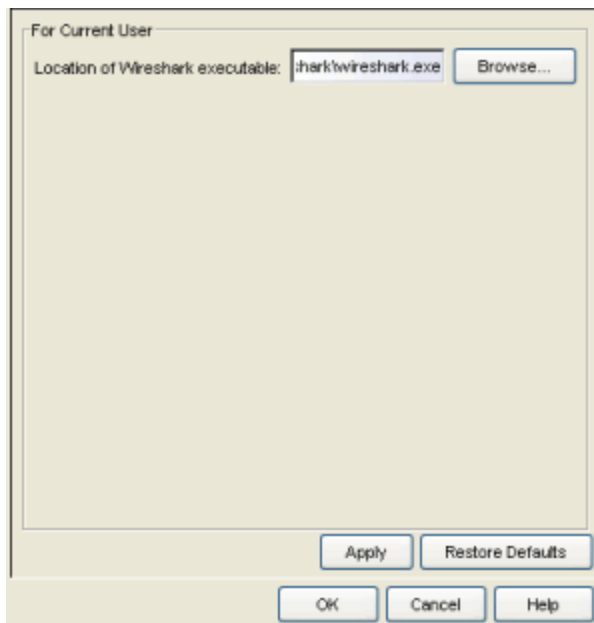 For Current User
Location of Wireshark executable: :hark\wireshark.exe Browse...
Apply Restore Defaults
OK Cancel Help